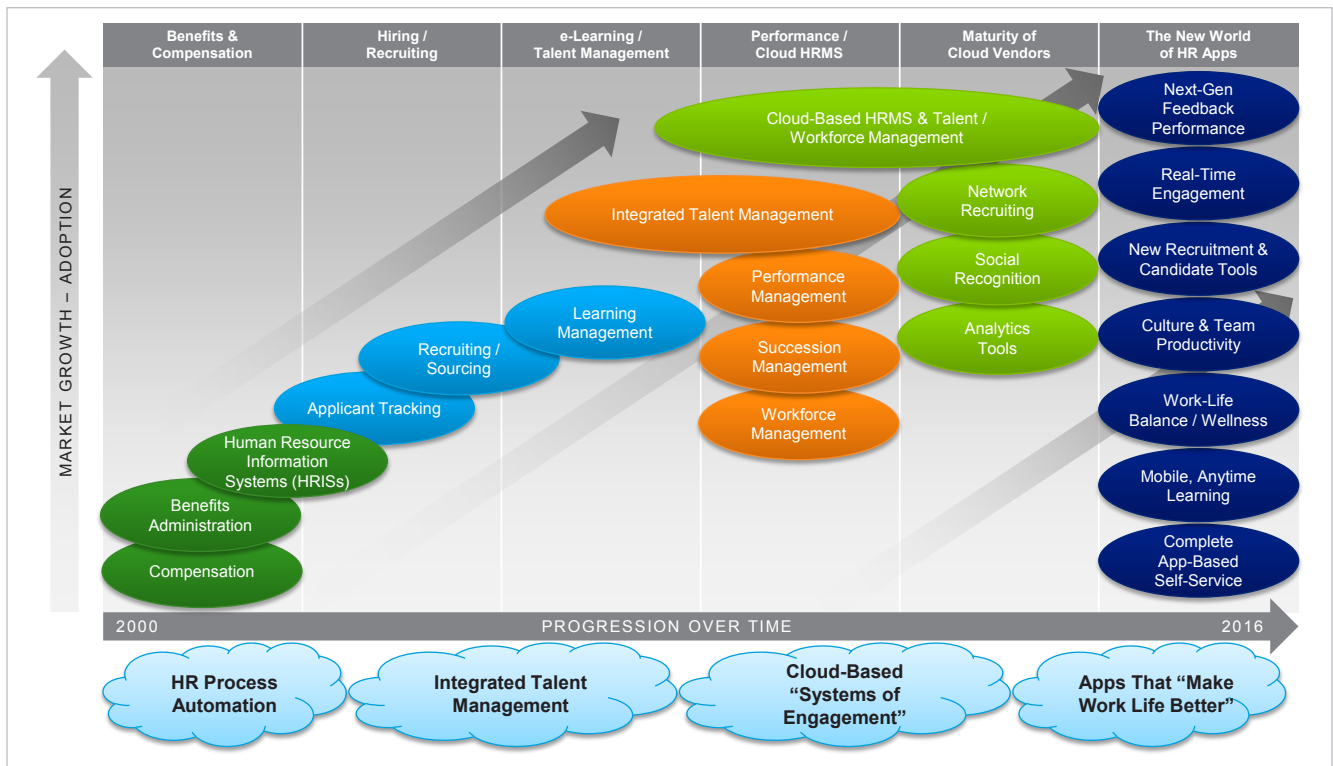 Benefits &
Compensation
Hiring /
Recruiting
e-Learning /
Talent Management
Performance /
Cloud HRMS
Maturity of
Cloud Vendors
The New World
of HR Apps
MARKET GROWTH – ADOPTION
Compensation
Benefits
Administration
Human Resource
Information
Systems (HRISs)
Applicant Tracking
Recruiting /
Sourcing
Learning
Management
Integrated Talent Management
Performance
Management
Succession
Management
Workforce
Management
Cloud-Based HRMS & Talent /
Workforce Management
Network
Recruiting
Social
Recognition
Analytics
Tools
Next-Gen
Feedback
Performance
Real-Time
Engagement
New Recruitment &
Candidate Tools
Culture & Team
Productivity
Work-Life
Balance / Wellness
Mobile, Anytime
Learning
Complete
App-Based
Self-Service
2000 PROGRESSION OVER TIME 2016
HR Process
Automation
Integrated Talent
Management
Cloud-Based
“Systems of
Engagement”
Apps That “Make
Work Life Better”